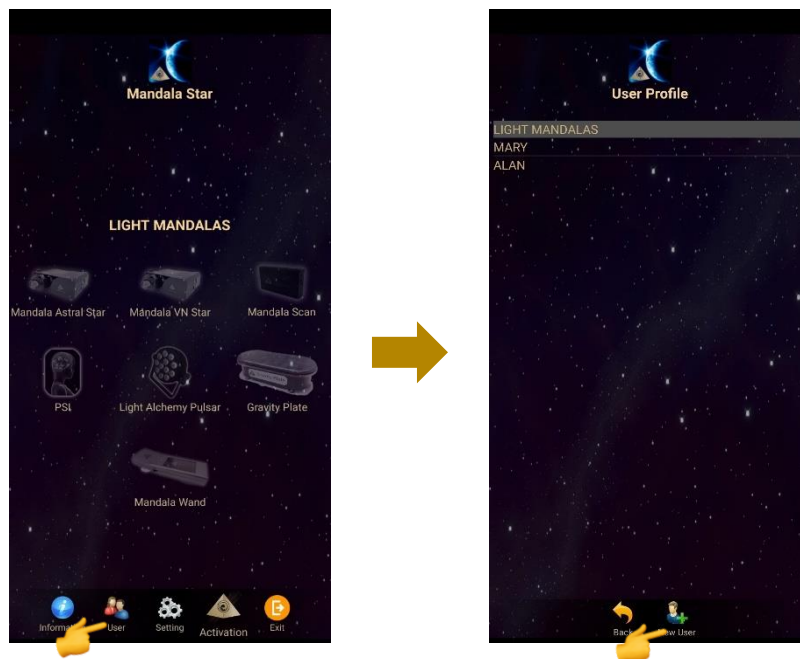 Mandala Star
LIGHT MANDALAS
Mandala Astral Star Mandala VN Star Mandala Scan
PSI Light Alchemy Pulsar Gravity Plate
Mandala Wand
User Setting Activation Exit
User Profile
LIGHT MANDALAS
MARY
ALAN
User